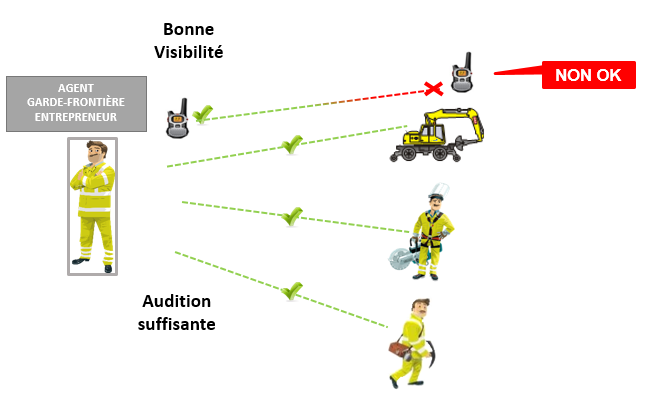 Bonne
Visibilité
NON OK
AGENT
GARDE-FRONTIÈRE
ENTREPRENEUR
Audition
suffisante